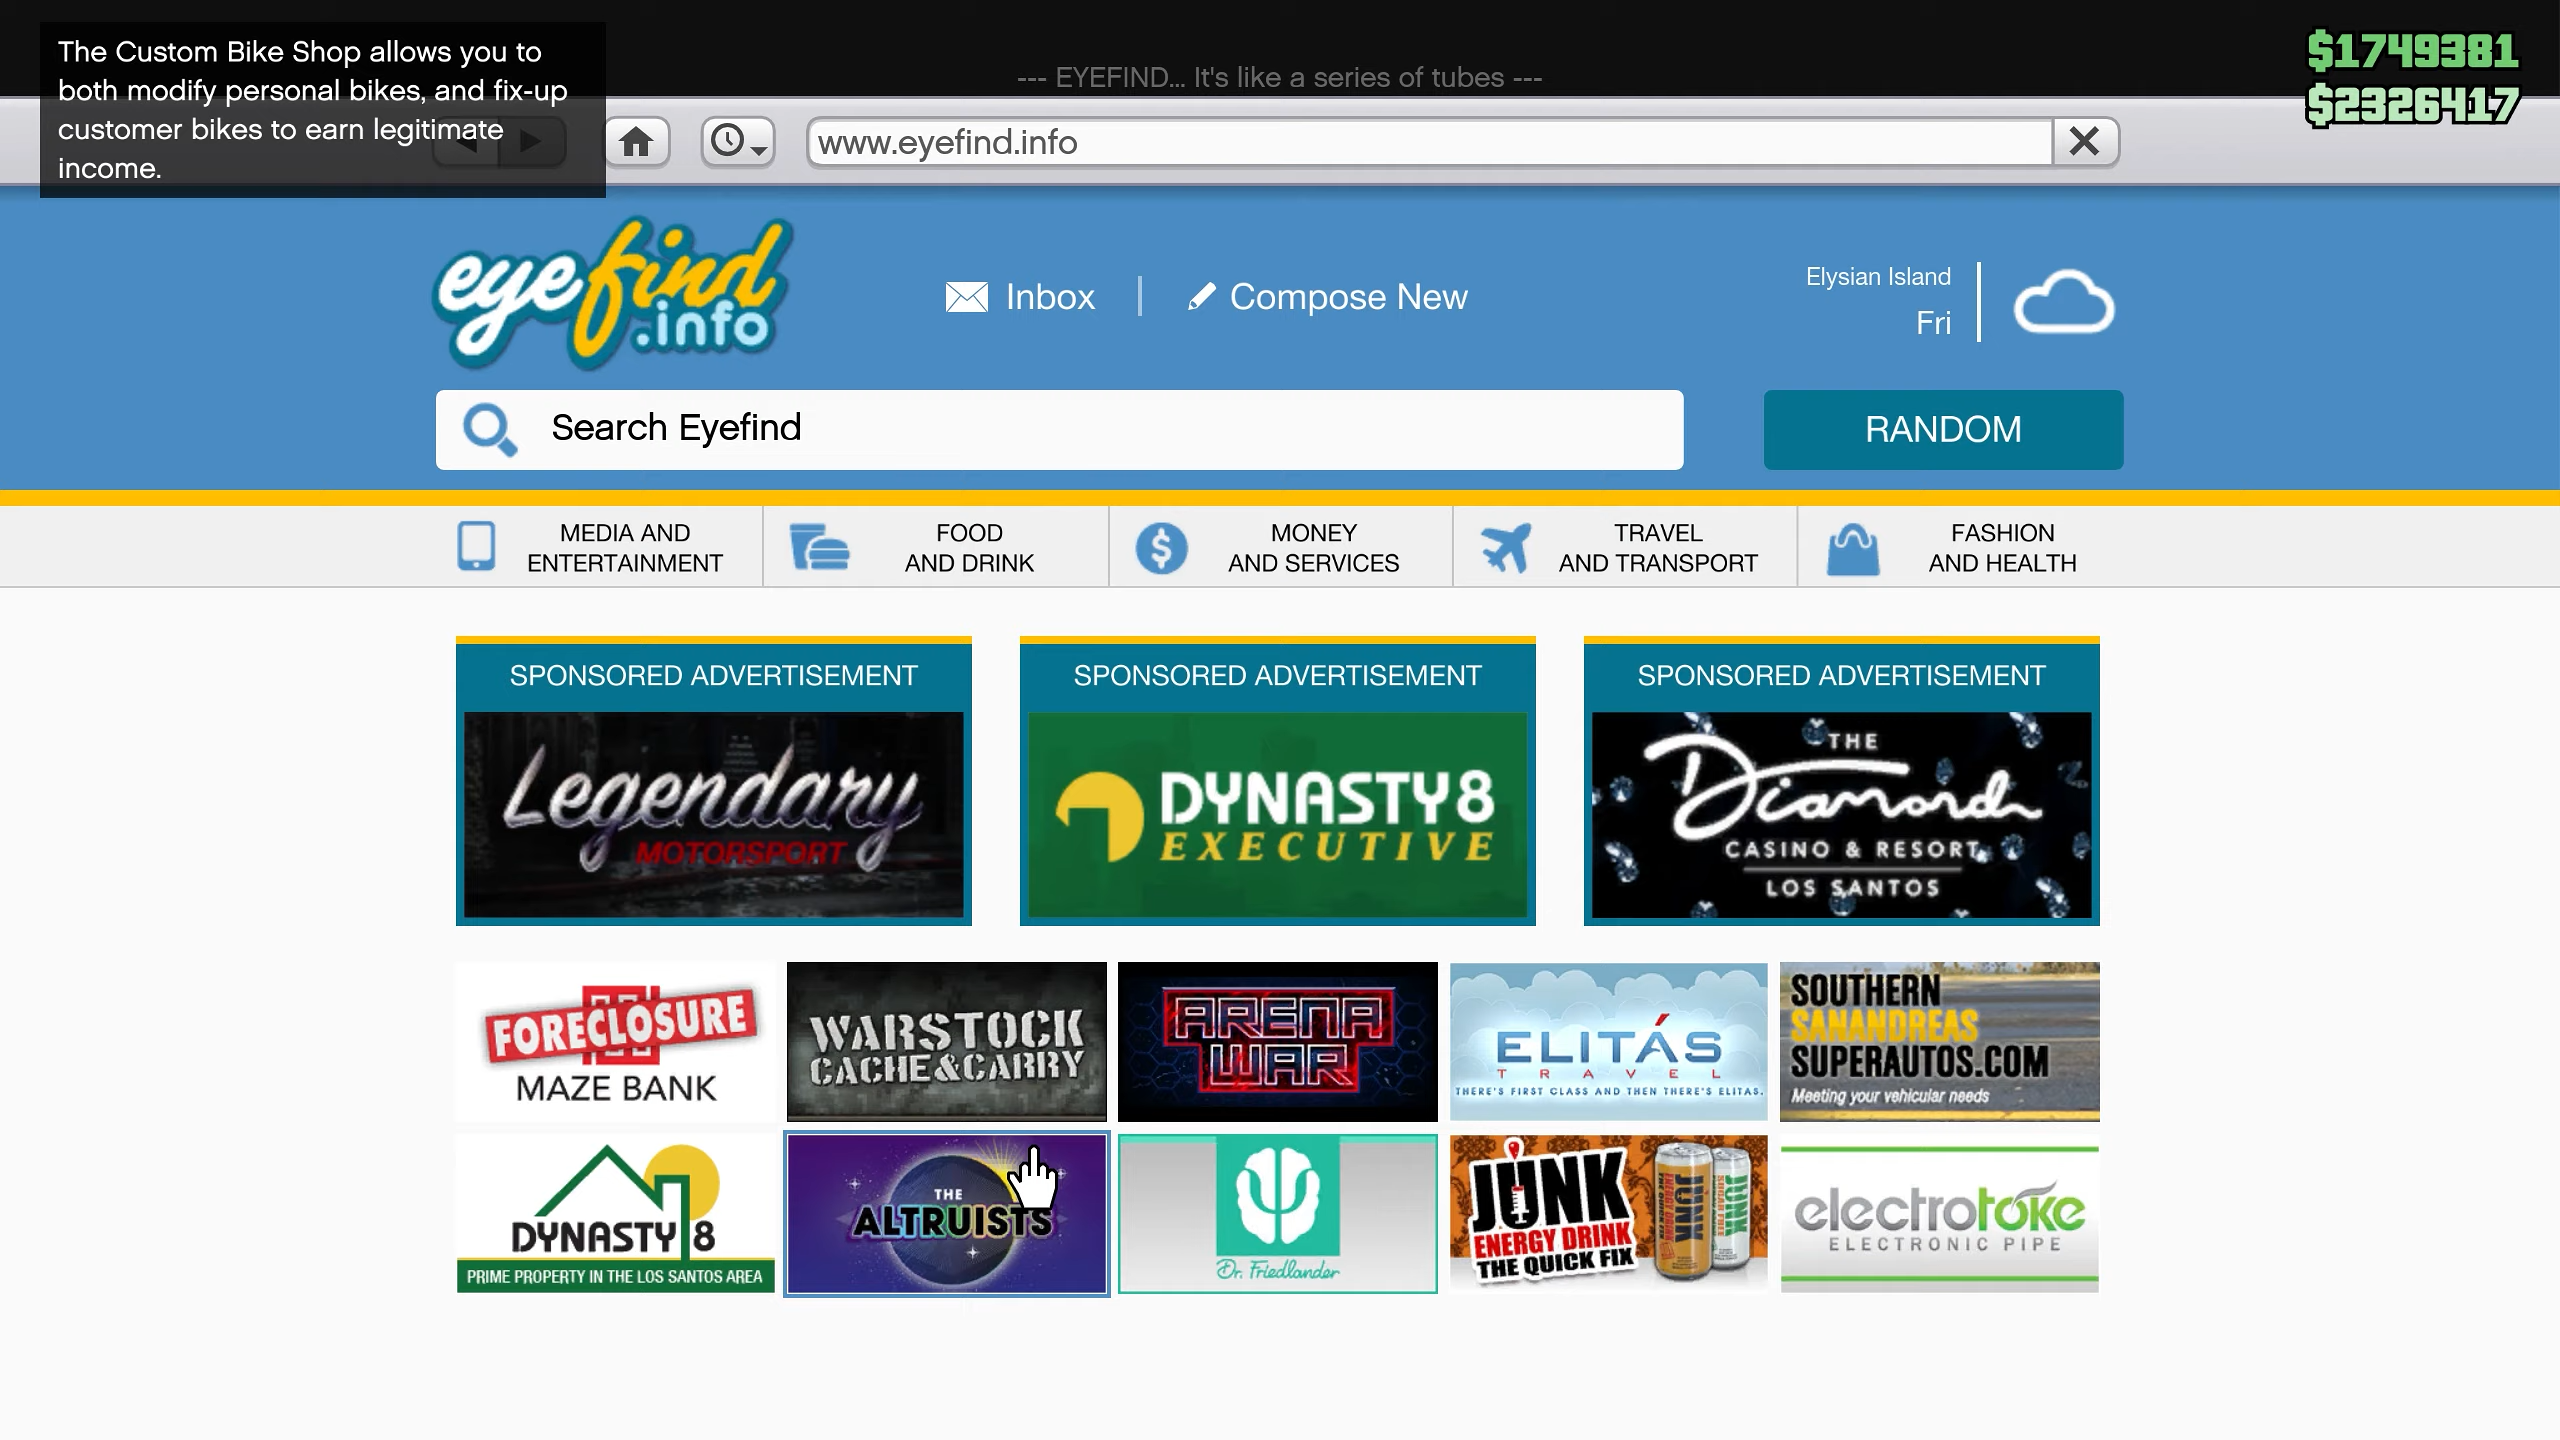 The Custom Bike Shop allows you to
both modify personal bikes, and fix-up
customer bikes to earn legitimate
income.
--- EYEFIND... It's like a series of tubes ---
$1749381
$2326417
www.eyefind.info
eyefind
.info
Inbox
Compose New
Elysian Island
Fri
Search Eyefind
RANDOM
MEDIA AND
ENTERTAINMENT
FOOD
AND DRINK
MONEY
AND SERVICES
TRAVEL
AND TRANSPORT
FASHION
AND HEALTH
SPONSORED ADVERTISEMENT
Legendary
MOTORSPORT
SPONSORED ADVERTISEMENT
DYNASTY 8
EXECUTIVE
SPONSORED ADVERTISEMENT
THE
Diamond
CASINO & RESORT
LOS SANTOS
FORECLOSURE
MAZE BANK
WARSTOCK
CACHE & CARRY
ARENA
WAR
ELITÁS
TRAVEL
THERE'S FIRST CLASS AND THEN THERE'S ELITAS.
SOUTHERN
SANANDREAS
SUPERAUTOS.COM
Meeting your vehicular needs
DYNASTY 8
PRIME PROPERTY IN THE LOS SANTOS AREA
THE
ALTRUISTS
Dr. Friedlander
JUNK
ENERGY DRINK
THE QUICK FIX
JUNK
JUNK
electrotoke
ELECTRONIC PIPE